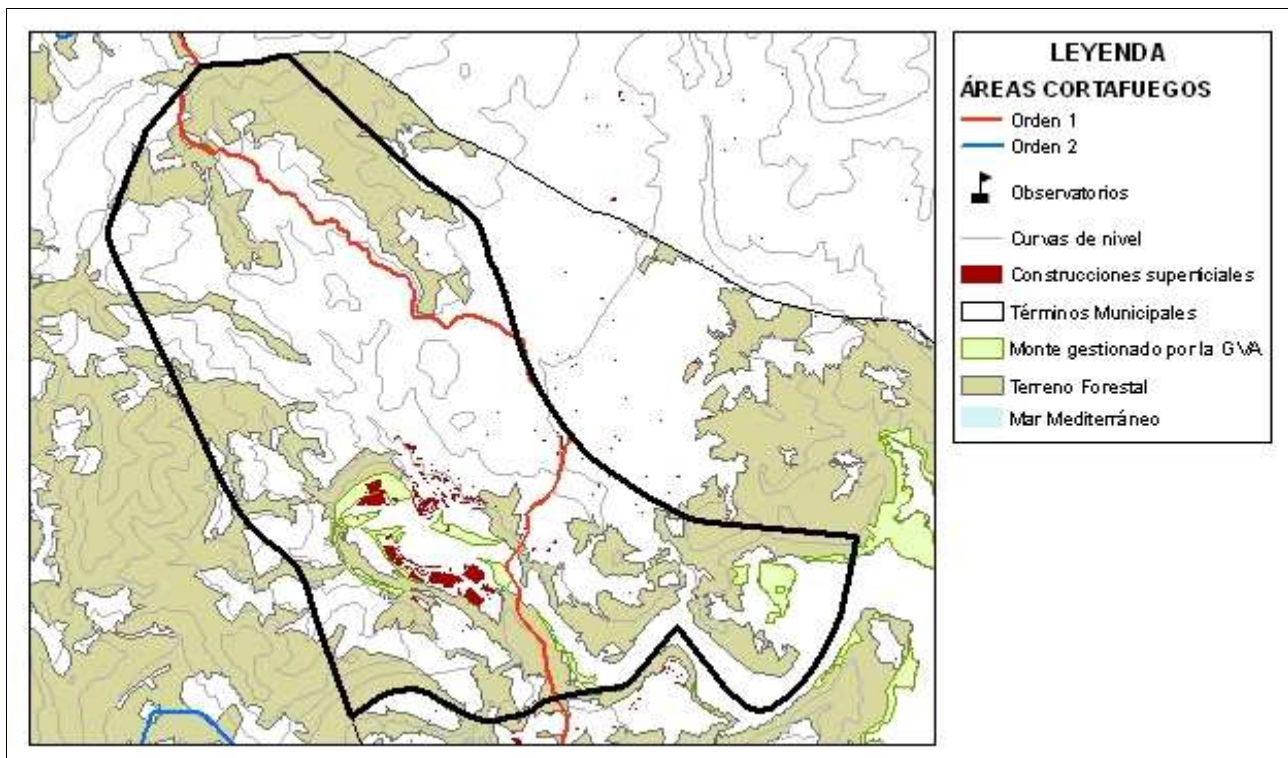 LEYENDA
ÁREAS CORTAFUEGOS
Orden 1
Orden 2
Observatorios
Curvas de nivel
Construcciones superficiales
Términos Municipales
Monte gestionado por la GVA
Terreno Forestal
Mar Mediterráneo